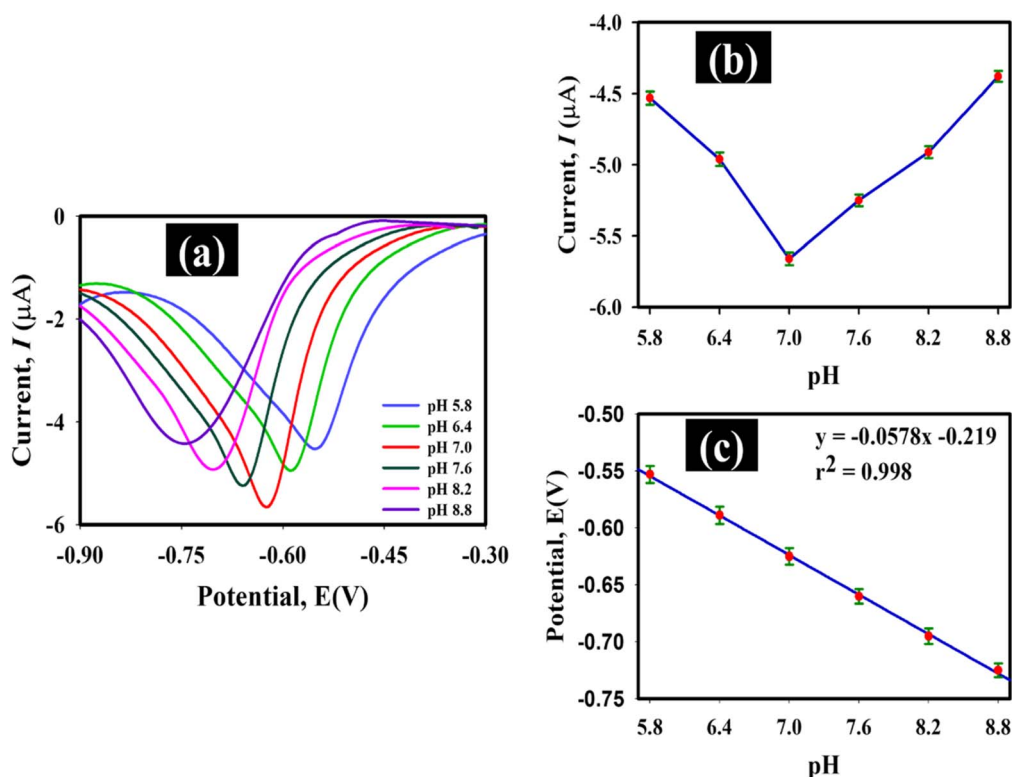 (a)
0
-2
-4
-6
Current, I (μA)
pH 5.8
pH 6.4
pH 7.0
pH 7.6
pH 8.2
pH 8.8
-0.90 -0.75 -0.60 -0.45 -0.30
Potential, E(V)
(b)
-4.0
-4.5
-5.0
-5.5
-6.0
Current, I (μA)
5.8 6.4 7.0 7.6 8.2 8.8
pH
(c)
y = -0.0578x -0.219
r2 = 0.998
-0.50
-0.55
-0.60
-0.65
-0.70
-0.75
Potential, E(V)
5.8 6.4 7.0 7.6 8.2 8.8
pH